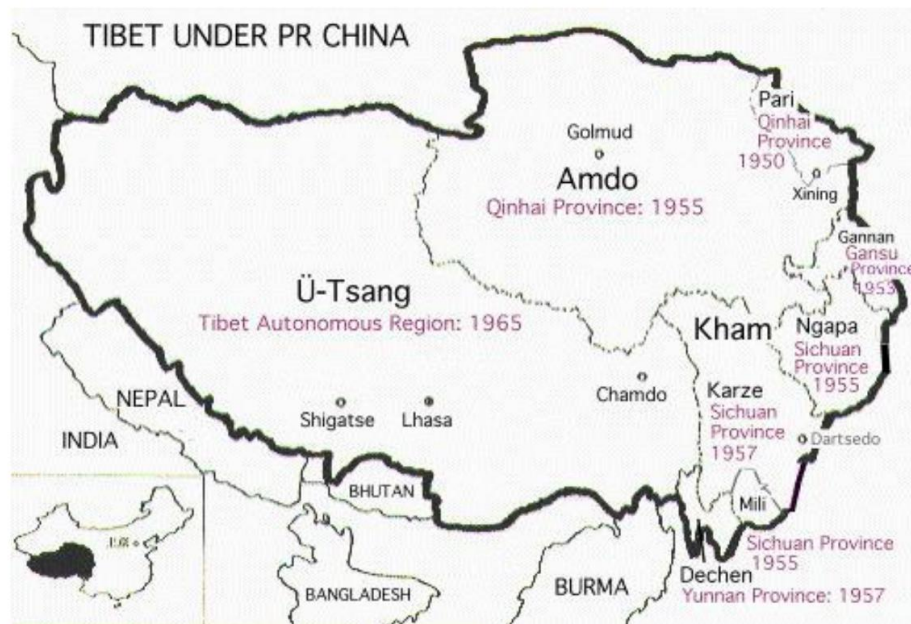 TIBET UNDER PR CHINA
Pari
Qinhai
Province
1950
Golmud
Xining
Amdo
Qinhai Province: 1955
Gannan
Gansu
Province
1953
Ü-Tsang
Tibet Autonomous Region: 1965
Kham
Ngapa
Sichuan
Province
1955
Chamdo
Karze
Sichuan
Province
1957
Shigatse
Lhasa
Dartsedo
NEPAL
INDIA
BHUTAN
Mili
Sichuan Province
1955
Dechen
Yunnan Province: 1957
BANGLADESH
BURMA